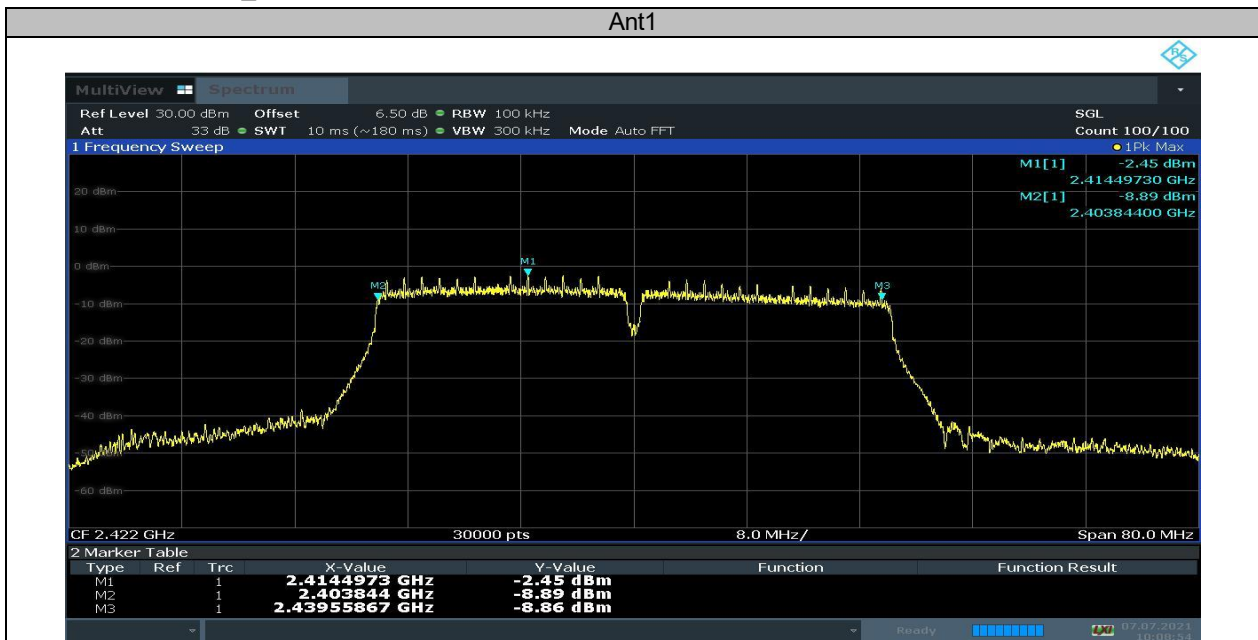 Ant1
R&S
MultiView Spectrum
Ref Level 30.00 dBm Offset 6.50 dB RBW 100 kHz SGL
Att 33 dB SWT 10 ms (~180 ms) VBW 300 kHz Mode Auto FFT Count 100/100
1 Frequency Sweep 1Pk Max
M1[1] -2.45 dBm
2.41449730 GHz
20 dBm
M2[1] -8.89 dBm
2.40384400 GHz
10 dBm
0 dBm
M1
M2
M3
-10 dBm
-20 dBm
-30 dBm
-40 dBm
-50 dBm
-60 dBm
CF 2.422 GHz 30000 pts 8.0 MHz/ Span 80.0 MHz
2 Marker Table
Type Ref Trc X-Value Y-Value Function Function Result
M1 1 2.4144973 GHz -2.45 dBm
M2 1 2.403844 GHz -8.89 dBm
M3 1 2.43955867 GHz -8.86 dBm
Ready 07.07.2021
10:08:54